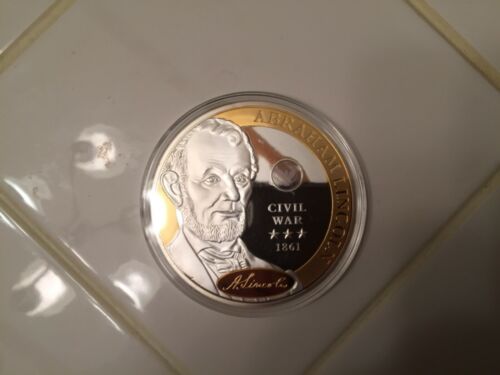 ABRAHAM LINCOLN
CIVIL
WAR
1861
A. Lincoln